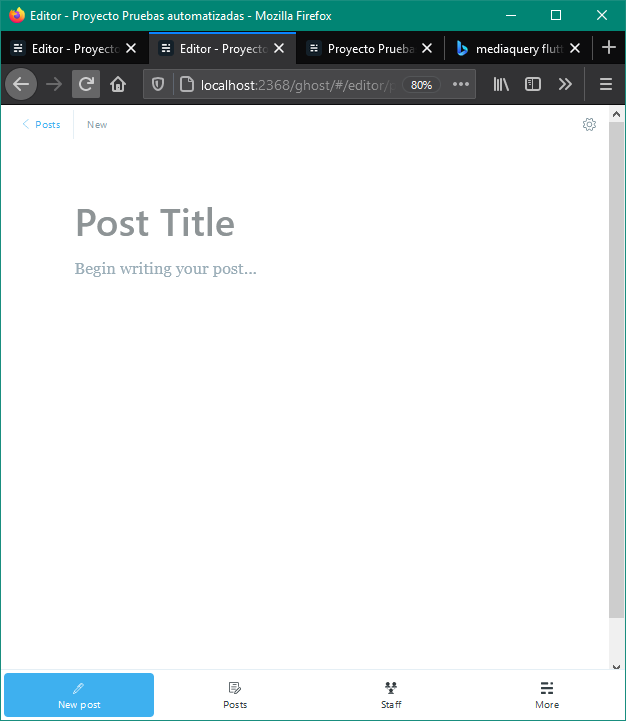 Editor - Proyecto Pruebas automatizadas - Mozilla Firefox
Editor - Proyecto
Editor - Proyecto
Proyecto Prueba
mediaquery flutt
localhost:2368/ghost/#/editor/p
80%
Posts
New
Post Title
Begin writing your post...
New post
Posts
Staff
More